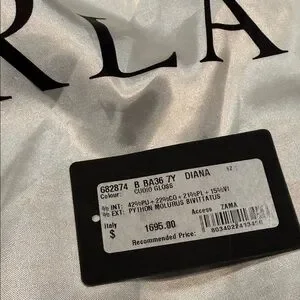 RLA
682874 B BA36 7Y DIANA
Colour: CUOIO GLOSS
% INT: 42%PU + 22%CO + 21%PL + 15%VI
% EXT: PYTHON MOLURUS BIVITTATUS
Italy Access ZAMA
$ 1695.00
Recommended Price: